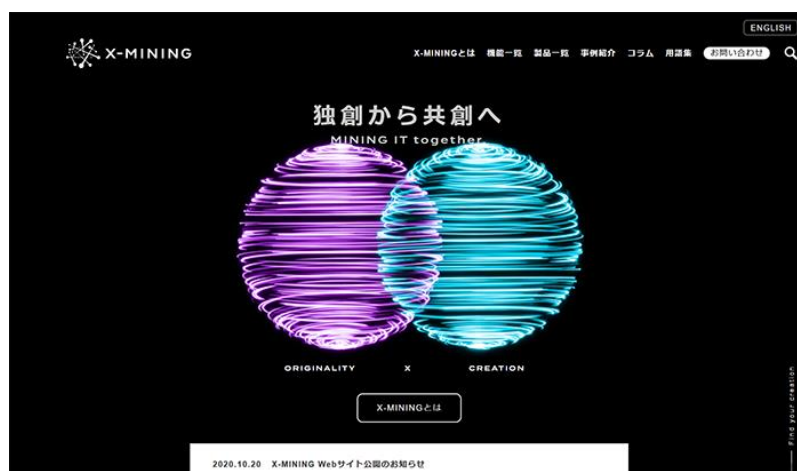 ENGLISH
X-MINING
X-MININGとは 機能一覧 製品一覧 事例紹介 コラム 用語集 お問い合わせ
独創から共創へ
MINING IT together
ORIGINALITY X CREATION
X-MININGとは
Find your creation
2020.10.20 X-MINING Webサイト公開のお知らせ